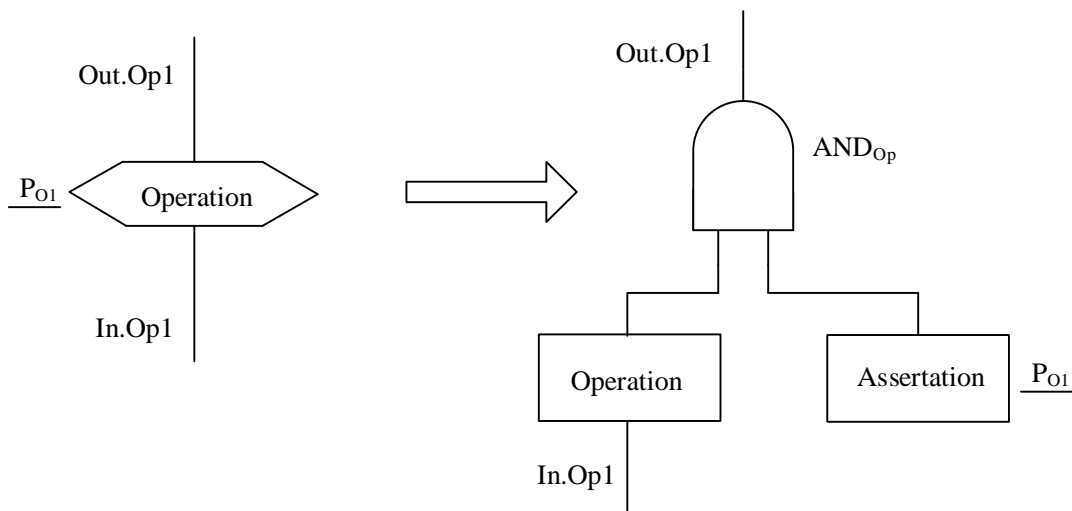 Out.Op1
P_O1
Operation
In.Op1
Out.Op1
AND_Op
Operation
Assertation
P_O1
In.Op1